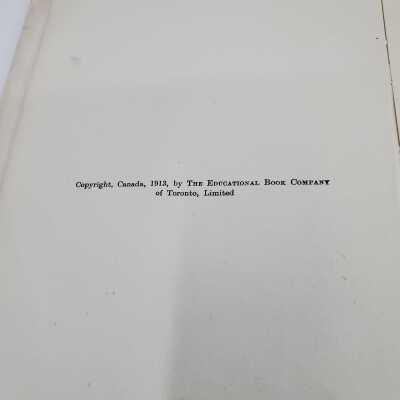 Copyright, Canada, 1913, by THE EDUCATIONAL BOOK COMPANY
of Toronto, Limited